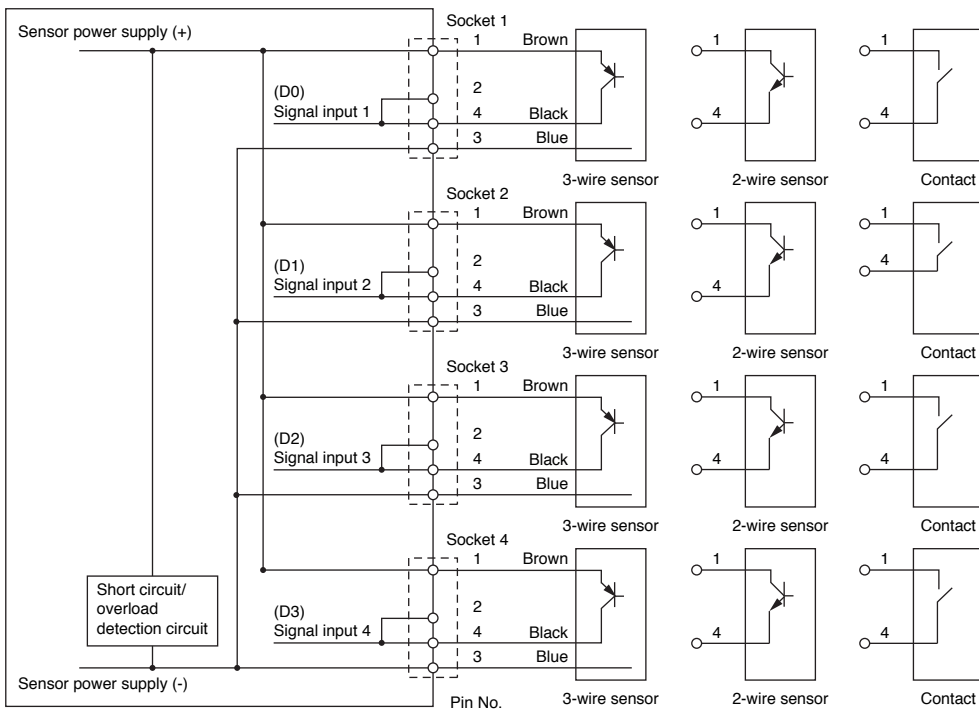 Socket 1
Sensor power supply (+)
1 Brown
1
1
(D0)
2
Signal input 1
4 Black
4
4
3 Blue
3-wire sensor
2-wire sensor
Contact
Socket 2
1 Brown
1
1
(D1)
2
Signal input 2
4 Black
4
4
3 Blue
3-wire sensor
2-wire sensor
Contact
Socket 3
1 Brown
1
1
(D2)
2
Signal input 3
4 Black
4
4
3 Blue
3-wire sensor
2-wire sensor
Contact
Socket 4
1 Brown
1
1
Short circuit/
overload
detection circuit
(D3)
2
Signal input 4
4 Black
4
4
3 Blue
Sensor power supply (-)
Pin No.
3-wire sensor
2-wire sensor
Contact